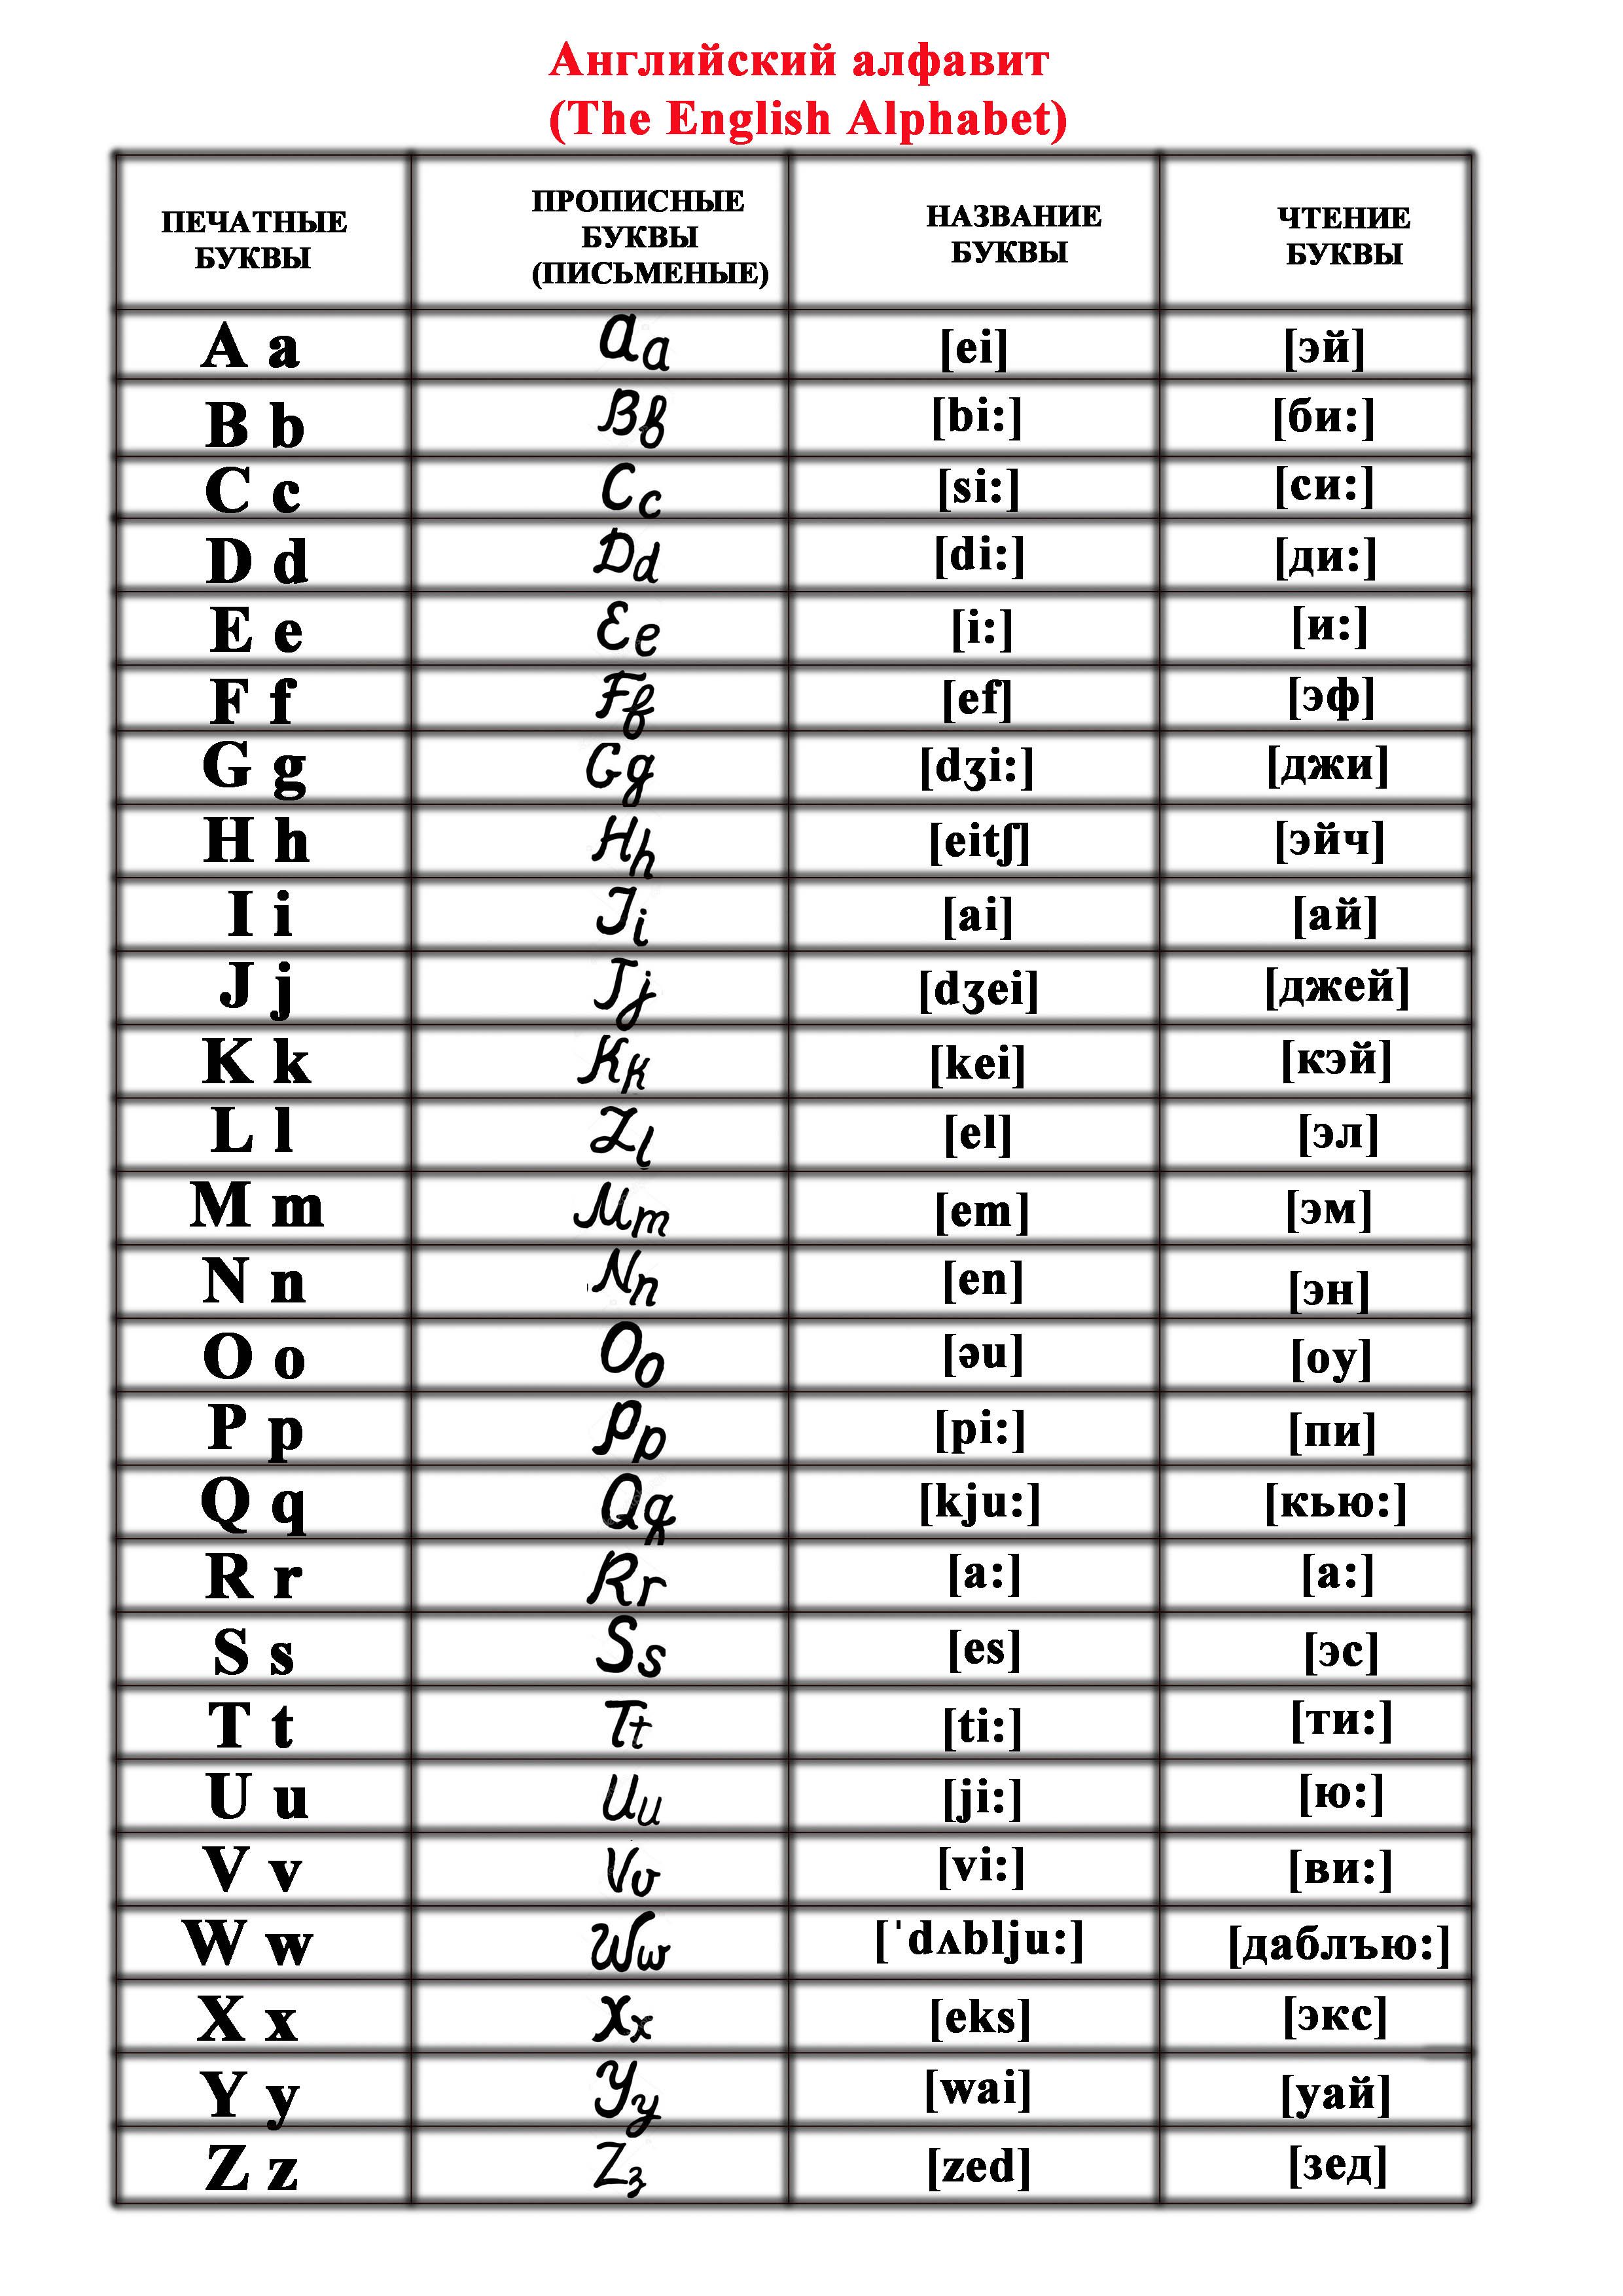 Английский алфавит
(The English Alphabet)
ПЕЧАТНЫЕ БУКВЫ
ПРОПИСНЫЕ БУКВЫ (ПИСЬМЕНЫЕ)
НАЗВАНИЕ БУКВЫ
ЧТЕНИЕ БУКВЫ
A a Aa [ei] [эй]
B b Bb [bi:] [би:]
C c Cc [si:] [си:]
D d Dd [di:] [ди:]
E e Ee [i:] [и:]
F f Ff [ef] [эф]
G g Gg [dʒi:] [джи]
H h Hh [eitʃ] [эйч]
I i Ii [ai] [ай]
J j Jj [dʒei] [джей]
K k Kk [kei] [кэй]
L l Ll [el] [эл]
M m Mm [em] [эм]
N n Nn [en] [эн]
O o Oo [əu] [оу]
P p Pp [pi:] [пи]
Q q Qq [kju:] [кью:]
R r Rr [a:] [а:]
S s Ss [es] [эс]
T t Tt [ti:] [ти:]
U u Uu [ji:] [ю:]
V v Vv [vi:] [ви:]
W w Ww [ˈdʌblju:] [даблъю:]
X x Xx [eks] [экс]
Y y Yy [wai] [уай]
Z z Zz [zed] [зед]